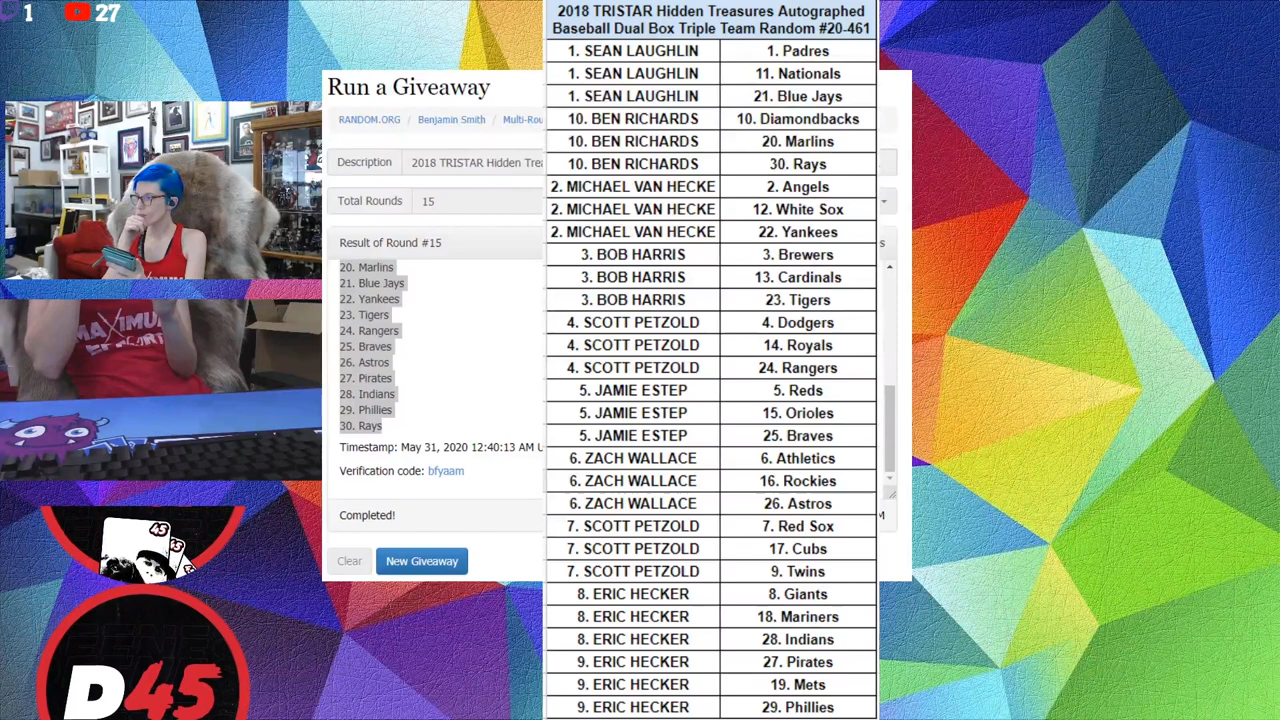 1 27
2018 TRISTAR Hidden Treasures Autographed
Baseball Dual Box Triple Team Random #20-461
1. SEAN LAUGHLIN 1. Padres
1. SEAN LAUGHLIN 11. Nationals
1. SEAN LAUGHLIN 21. Blue Jays
10. BEN RICHARDS 10. Diamondbacks
10. BEN RICHARDS 20. Marlins
10. BEN RICHARDS 30. Rays
2. MICHAEL VAN HECKE 2. Angels
2. MICHAEL VAN HECKE 12. White Sox
2. MICHAEL VAN HECKE 22. Yankees
3. BOB HARRIS 3. Brewers
3. BOB HARRIS 13. Cardinals
3. BOB HARRIS 23. Tigers
4. SCOTT PETZOLD 4. Dodgers
4. SCOTT PETZOLD 14. Royals
4. SCOTT PETZOLD 24. Rangers
5. JAMIE ESTEP 5. Reds
5. JAMIE ESTEP 15. Orioles
5. JAMIE ESTEP 25. Braves
6. ZACH WALLACE 6. Athletics
6. ZACH WALLACE 16. Rockies
6. ZACH WALLACE 26. Astros
7. SCOTT PETZOLD 7. Red Sox
7. SCOTT PETZOLD 17. Cubs
7. SCOTT PETZOLD 9. Twins
8. ERIC HECKER 8. Giants
8. ERIC HECKER 18. Mariners
8. ERIC HECKER 28. Indians
9. ERIC HECKER 27. Pirates
9. ERIC HECKER 19. Mets
9. ERIC HECKER 29. Phillies
Run a Giveaway
RANDOM.ORG / Benjamin Smith / Multi-Rou
Description 2018 TRISTAR Hidden Trea
Total Rounds 15
Result of Round #15 s
20. Marlins
21. Blue Jays
22. Yankees
23. Tigers
24. Rangers
25. Braves
26. Astros
27. Pirates
28. Indians
29. Phillies
30. Rays
Timestamp: May 31, 2020 12:40:13 AM U
Verification code: bfyaam
Completed! M
Clear New Giveaway
MAXIMUM
EFFORT
45
45
D45